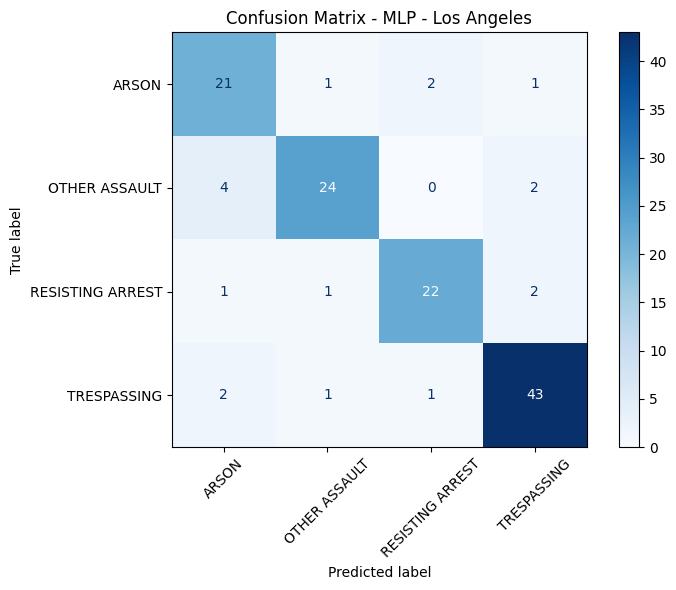 Confusion Matrix - MLP - Los Angeles
True label
ARSON 21 1 2 1
OTHER ASSAULT 4 24 0 2
RESISTING ARREST 1 1 22 2
TRESPASSING 2 1 1 43
ARSON OTHER ASSAULT RESISTING ARREST TRESPASSING
Predicted label
40
35
30
25
20
15
10
5
0